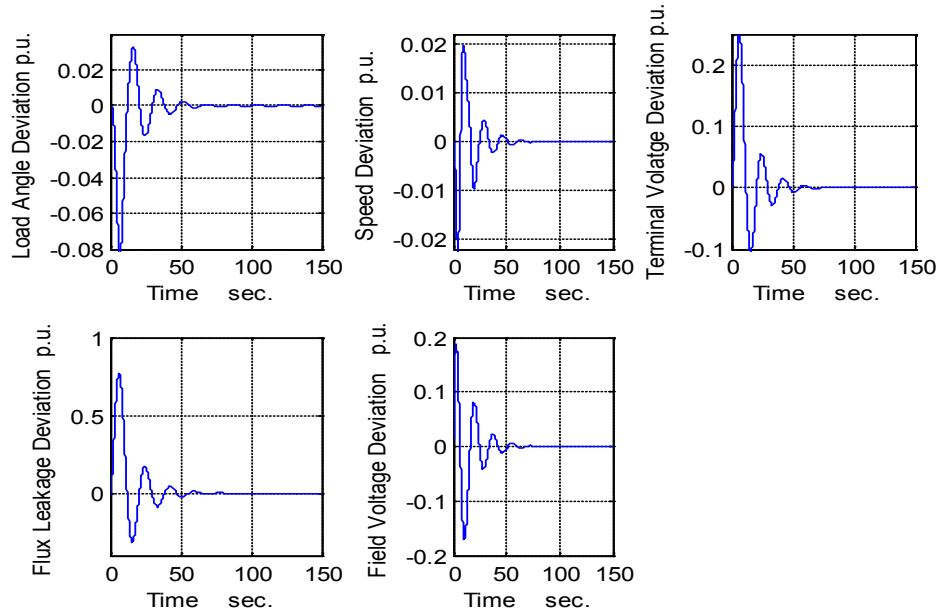 Load Angle Deviation p.u.
0.02
0
-0.02
-0.04
-0.06
-0.08
0 50 100 150
Time sec.
Speed Deviation p.u.
0.02
0.01
0
-0.01
-0.02
0 50 100 150
Time sec.
Terminal Volatge Deviation p.u.
0.2
0.1
0
-0.1
0 50 100 150
Time sec.
Flux Leakage Deviation p.u.
1
0.5
0
0 50 100 150
Time sec.
Field Voltage Deviation p.u.
0.2
0.1
0
-0.1
-0.2
0 50 100 150
Time sec.